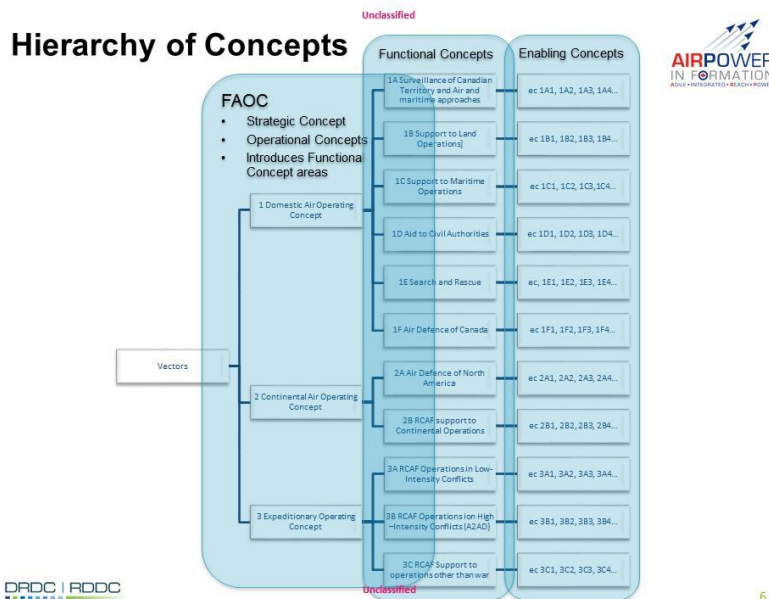 Unclassified
Hierarchy of Concepts
Functional Concepts
Enabling Concepts
AIRPOWER
IN FORMATION
AGILE • INTEGRATED • REACH • POWER
FAOC
• Strategic Concept
• Operational Concepts
• Introduces Functional
Concept areas
Vectors
1 Domestic Air Operating
Concept
1A Surveillance of Canadian
Territory and Air and
maritime approaches
ec 1A1, 1A2, 1A3, 1A4...
1B Support to Land
Operations]
ec 1B1, 1B2, 1B3, 1B4...
1C Support to Maritime
Operations
ec 1C1, 1C2, 1C3,1C4...
1D Aid to Civil Authorities
ec 1D1, 1D2, 1D3, 1D4...
1E Search and Rescue
ec, 1E1, 1E2, 1E3, 1E4...
1F Air Defence of Canada
ec 1F1, 1F2, 1F3, 1F4...
2 Continental Air Operating
Concept
2A Air Defence of North
America
ec 2A1, 2A2, 2A3, 2A4...
2B RCAF support to
Continental Operations
ec 2B1, 2B2, 2B3, 2B4...
3 Expeditionary Operating
Concept
3A RCAF Operations in Low-
Intensity Conflicts
ec 3A1, 3A2, 3A3, 3A4...
3B RCAF Operations ion High
–Intensity Conflicts (A2AD)
ec 3B1, 3B2, 3B3, 3B4...
3C RCAF Support to
operations other than war
ec 3C1, 3C2, 3C3, 3C4...
DRDC | RDDC
Unclassified
6